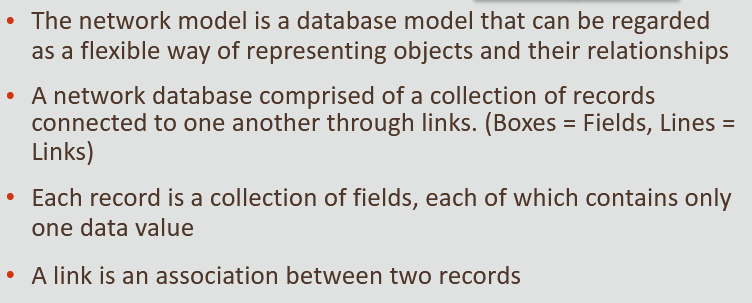 • The network model is a database model that can be regarded
as a flexible way of representing objects and their relationships
• A network database comprised of a collection of records
connected to one another through links. (Boxes = Fields, Lines =
Links)
• Each record is a collection of fields, each of which contains only
one data value
• A link is an association between two records